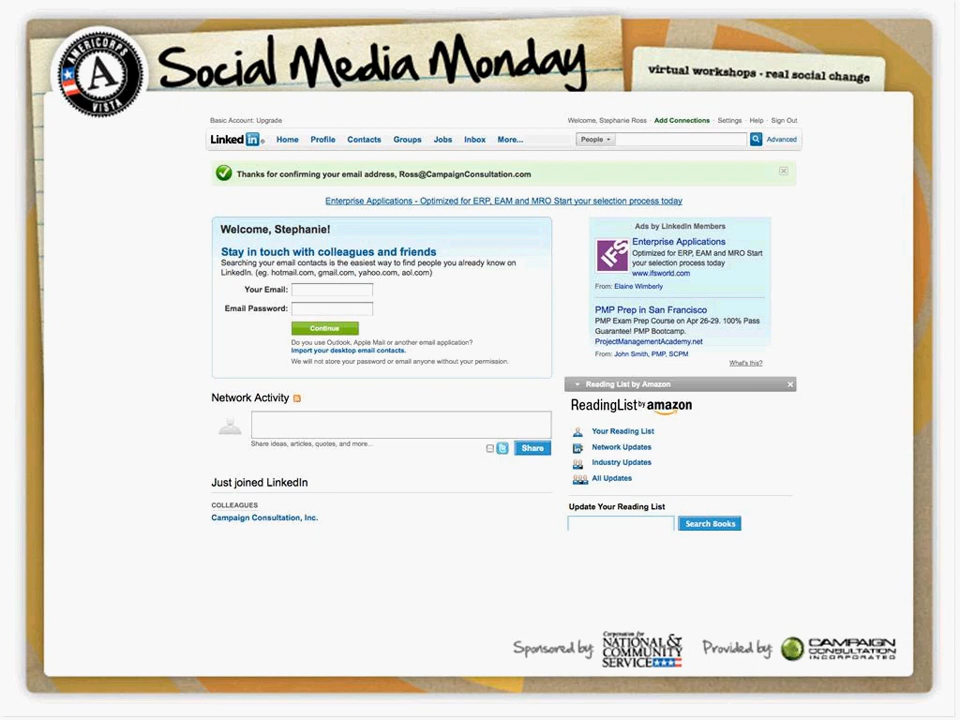 AMERICORPS
A
VISTA
Social Media Monday
virtual workshops · real social change
Basic Account: Upgrade
Welcome, Stephanie Ross · Add Connections · Settings · Help · Sign Out
Linked in®
Home Profile Contacts Groups Jobs Inbox More...
People
Advanced
Thanks for confirming your email address, Ross@CampaignConsultation.com
Enterprise Applications - Optimized for ERP, EAM and MRO Start your selection process today
Welcome, Stephanie!
Stay in touch with colleagues and friends
Searching your email contacts is the easiest way to find people you already know on
LinkedIn. (eg. hotmail.com, gmail.com, yahoo.com, aol.com)
Your Email:
Email Password:
Continue
Do you use Outlook, Apple Mail or another email application?
Import your desktop email contacts.
We will not store your password or email anyone without your permission.
Network Activity
Share ideas, articles, quotes, and more...
Share
Just joined LinkedIn
COLLEAGUES
Campaign Consultation, Inc.
Ads by LinkedIn Members
IFS
Enterprise Applications
Optimized for ERP, EAM and MRO Start
your selection process today
www.ifsworld.com
From: Elaine Wimberly
PMP Prep in San Francisco
PMP Exam Prep Course on Apr 26-29. 100% Pass
Guarantee! PMP Bootcamp.
ProjectManagementAcademy.net
From: John Smith, PMP, SCPM
What's this?
Reading List by Amazon
ReadingList by amazon
Your Reading List
Network Updates
Industry Updates
All Updates
Update Your Reading List
Search Books
Sponsored by:
Corporation for
NATIONAL &
COMMUNITY
SERVICE
Provided by:
CAMPAIGN
CONSULTATION
INCORPORATED